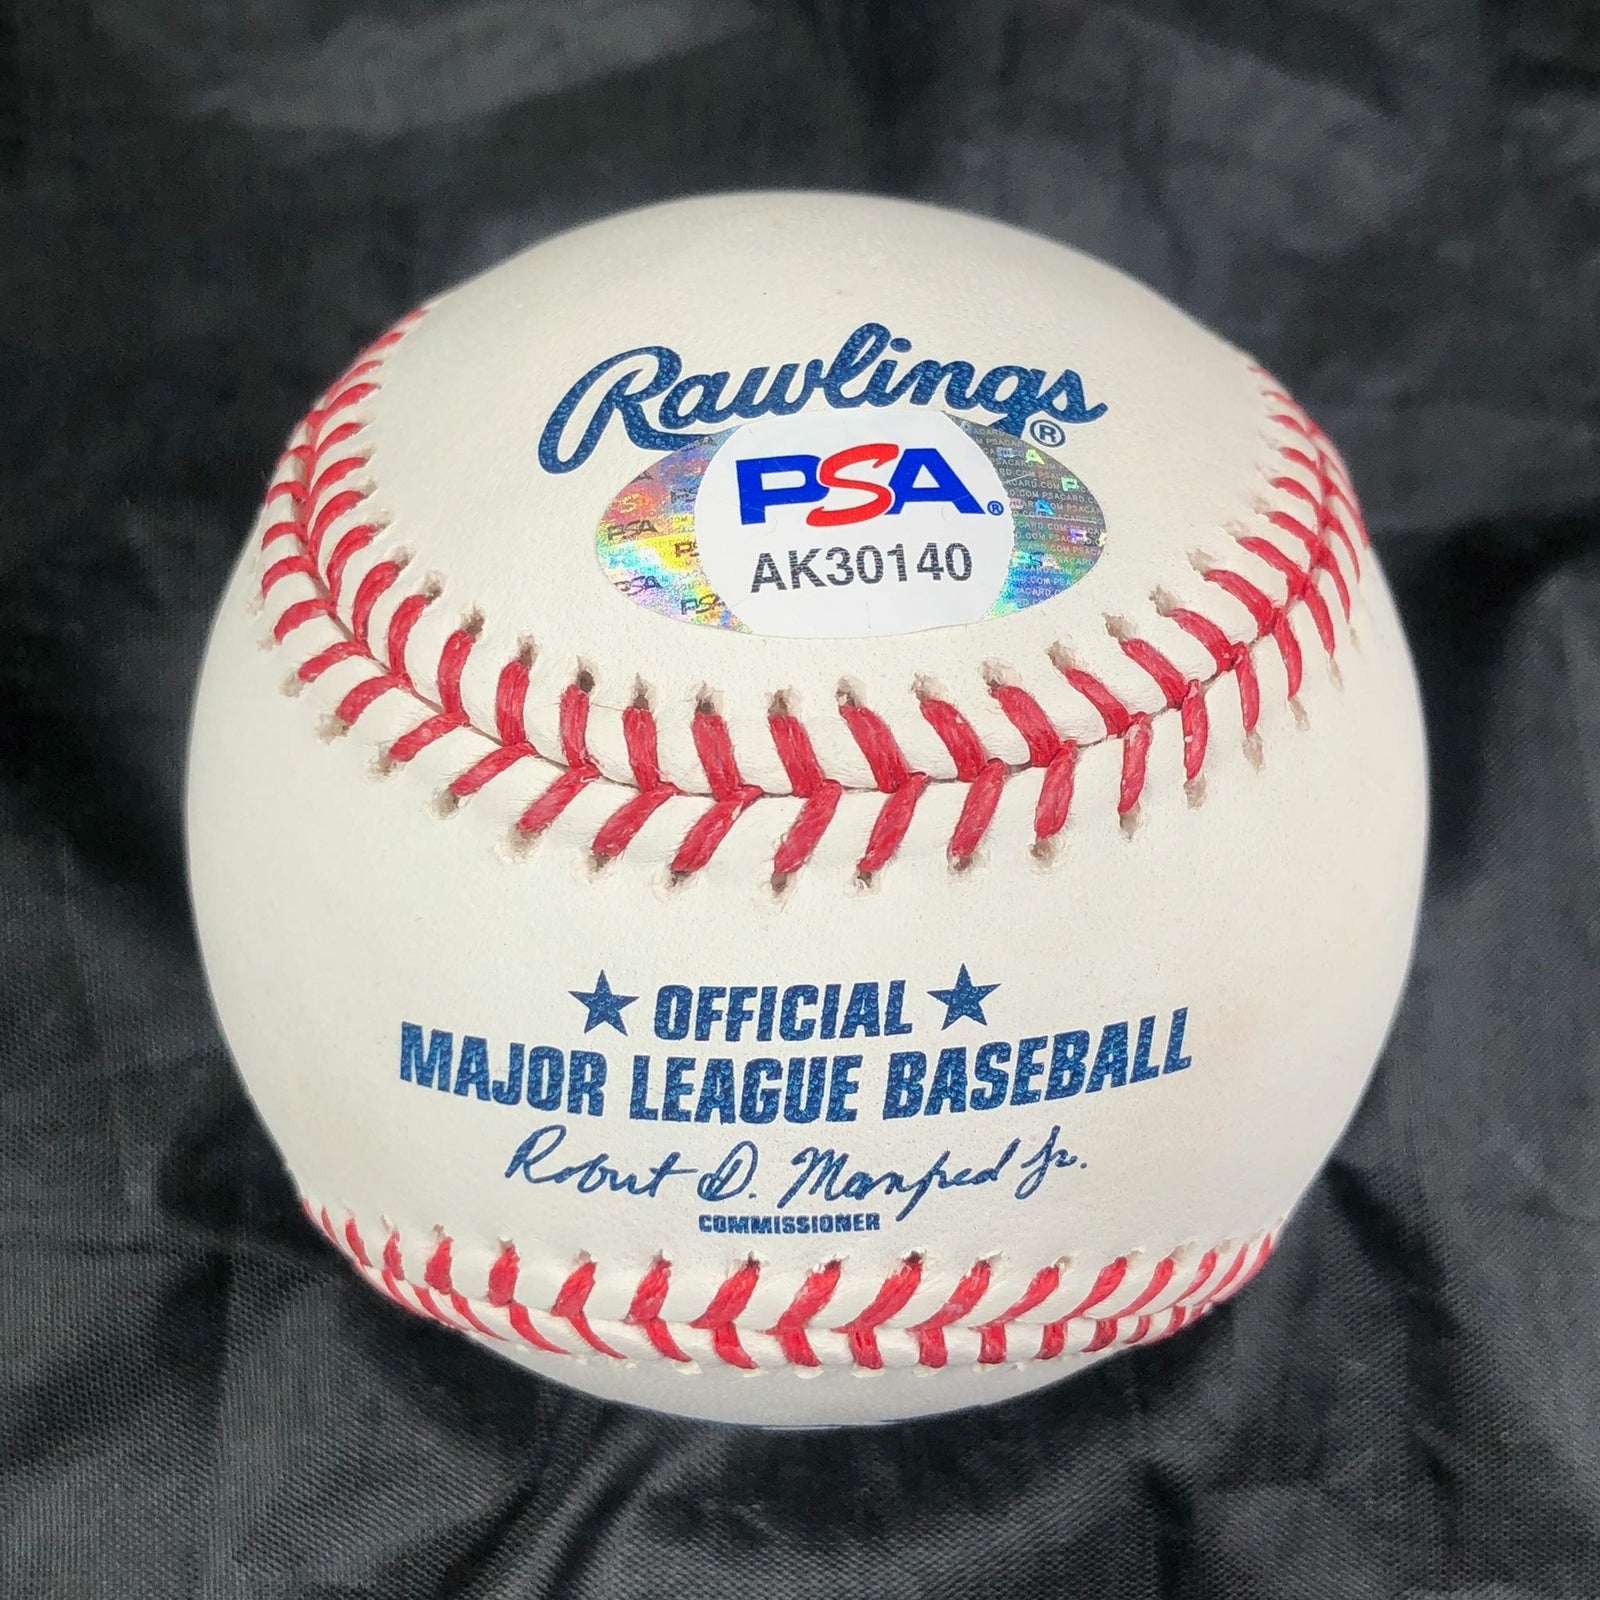 Rawlings®
PSA®
AK30140
★ OFFICIAL ★
MAJOR LEAGUE BASEBALL
Robert D. Manfred Jr.
COMMISSIONER